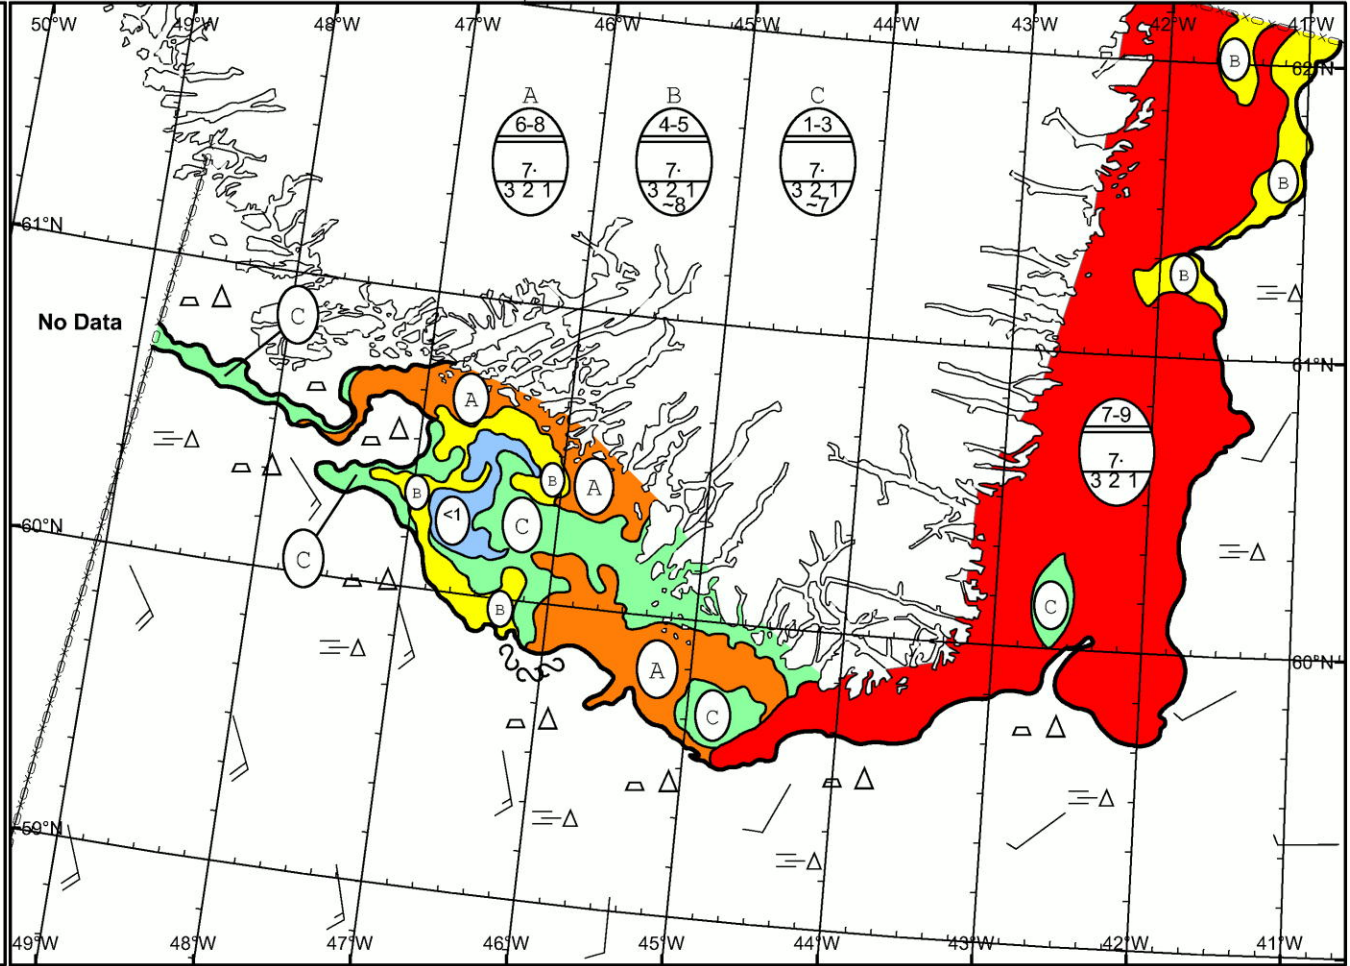 50°W 49°W 48°W 47°W 46°W 45°W 44°W 43°W 42°W 41°W
B
62°N
A B C
6-8 4-5 1-3
7· 7· 7·
3 2 1 3 2 1 3 2 1
~8 ~7
B
61°N
B
C
No Data
61°N
A
7-9
7·
3 2 1
B B A
<1 C
60°N
C
C
B
A
60°N
C
59°N
49°W 48°W 47°W 46°W 45°W 44°W 43°W 42°W 41°W